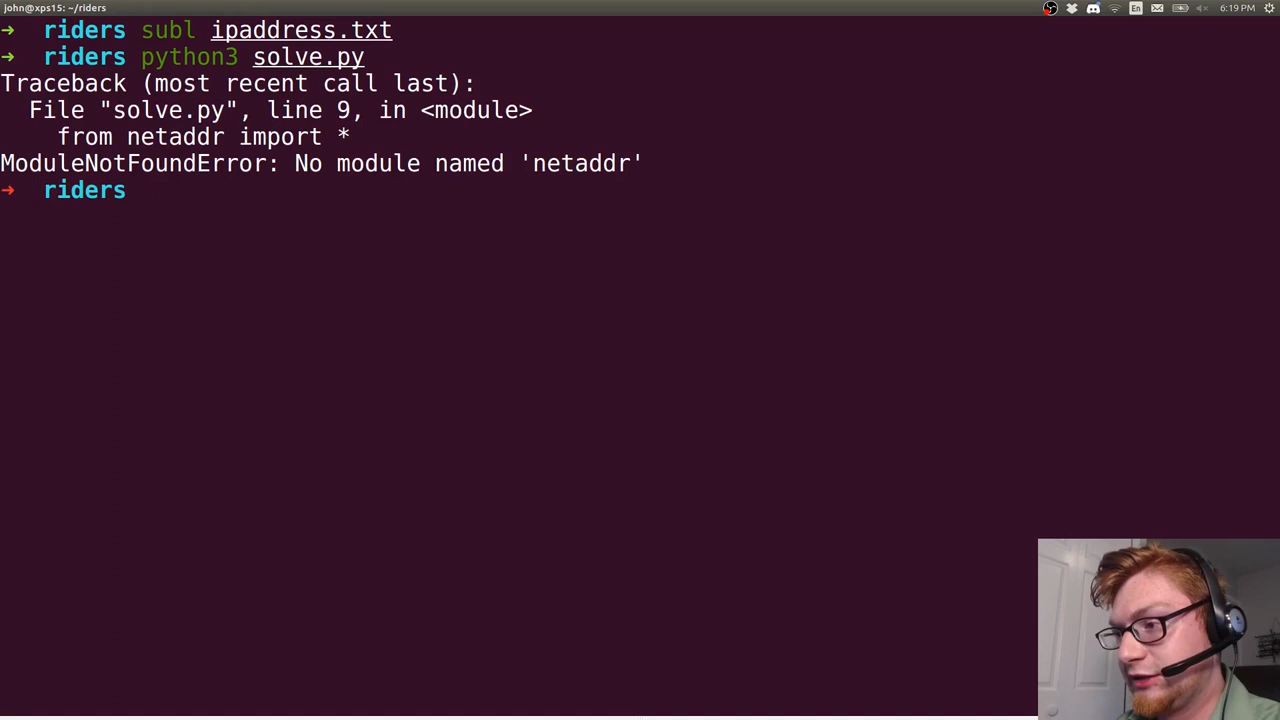 john@xps15: ~/riders
En
6:19 PM
➜ riders subl ipaddress.txt
➜ riders python3 solve.py
Traceback (most recent call last):
File "solve.py", line 9, in <module>
from netaddr import *
ModuleNotFoundError: No module named 'netaddr'
➜ riders